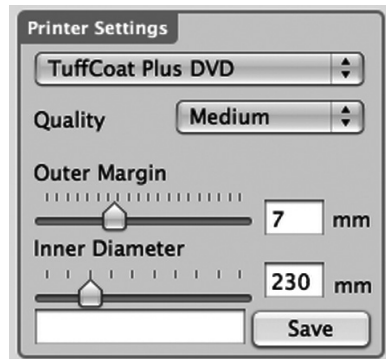 Printer Settings
TuffCoat Plus DVD
Quality Medium
Outer Margin
7 mm
Inner Diameter
230 mm
Save